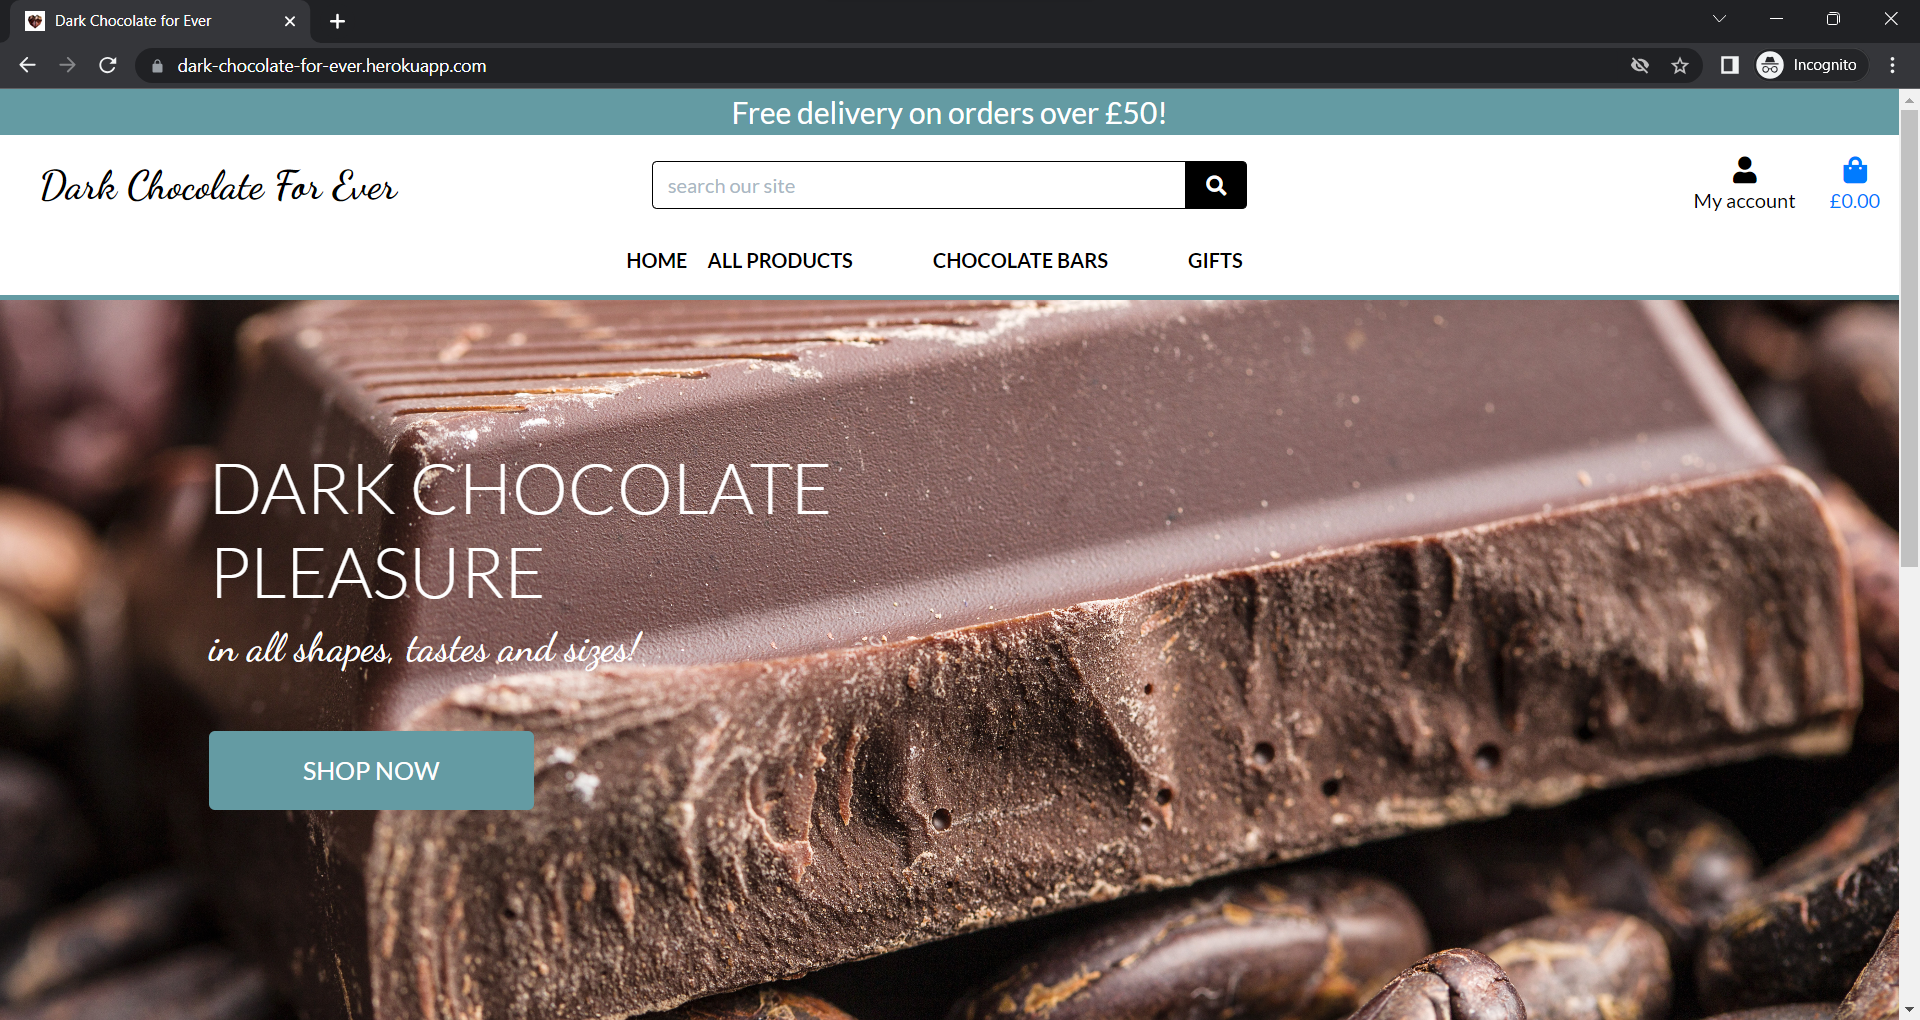 Dark Chocolate for Ever
dark-chocolate-for-ever.herokuapp.com
Incognito
Free delivery on orders over £50!
Dark Chocolate For Ever
search our site
My account
£0.00
HOME
ALL PRODUCTS
CHOCOLATE BARS
GIFTS
DARK CHOCOLATE
PLEASURE
in all shapes, tastes and sizes!
SHOP NOW